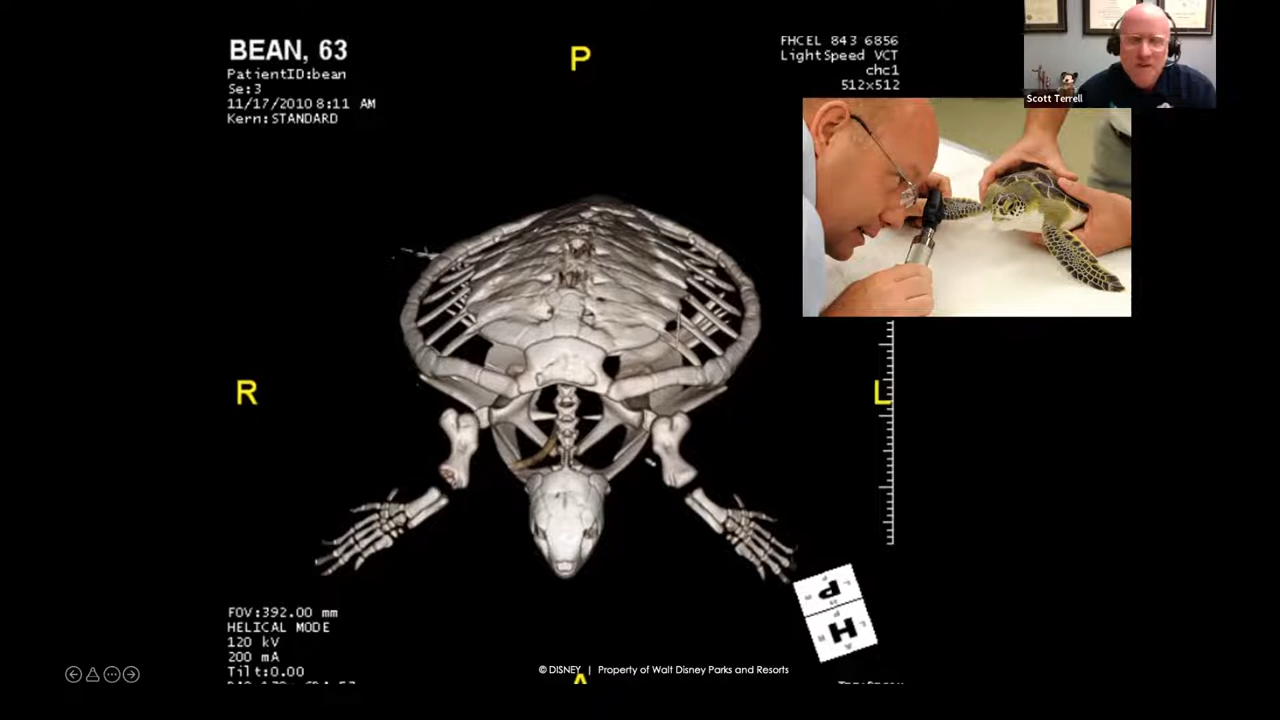 BEAN, 63
PatientID:bean
Se:3
11/17/2010 8:11 AM
Kern:STANDARD
P
FHCEL 843 6856
LightSpeed VCT
chc1
512x512
Scott Terrell
R
L
P
H
FOV:392.00 mm
HELICAL MODE
120 kV
200 mA
Tilt:0.00
© DISNEY | Property of Walt Disney Parks and Resorts
A